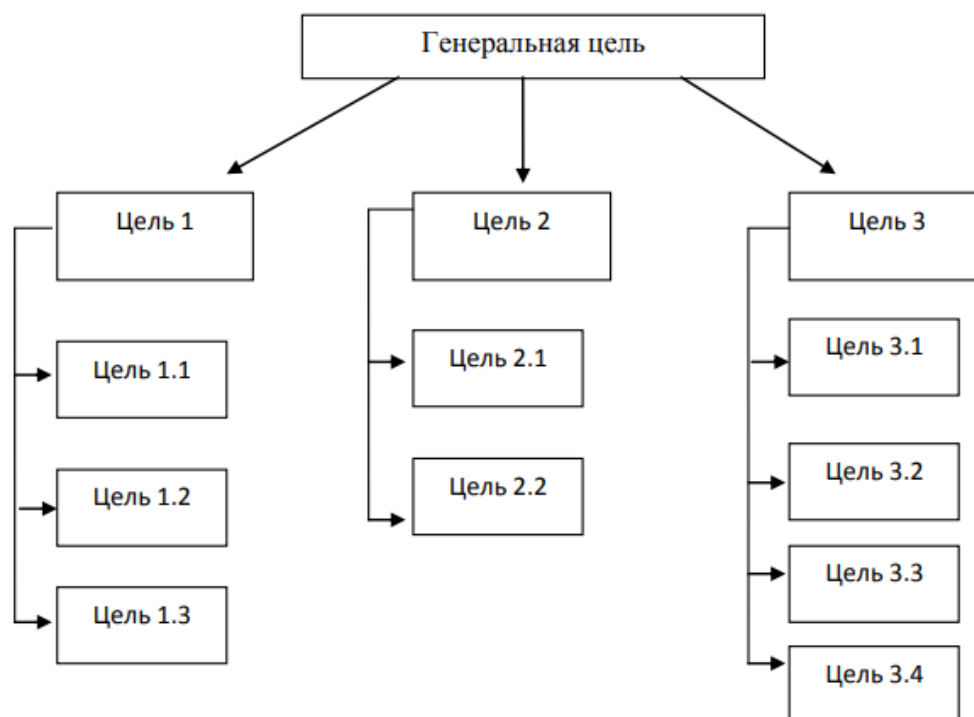 Генеральная цель
Цель 1
Цель 2
Цель 3
Цель 1.1
Цель 2.1
Цель 3.1
Цель 1.2
Цель 2.2
Цель 3.2
Цель 1.3
Цель 3.3
Цель 3.4